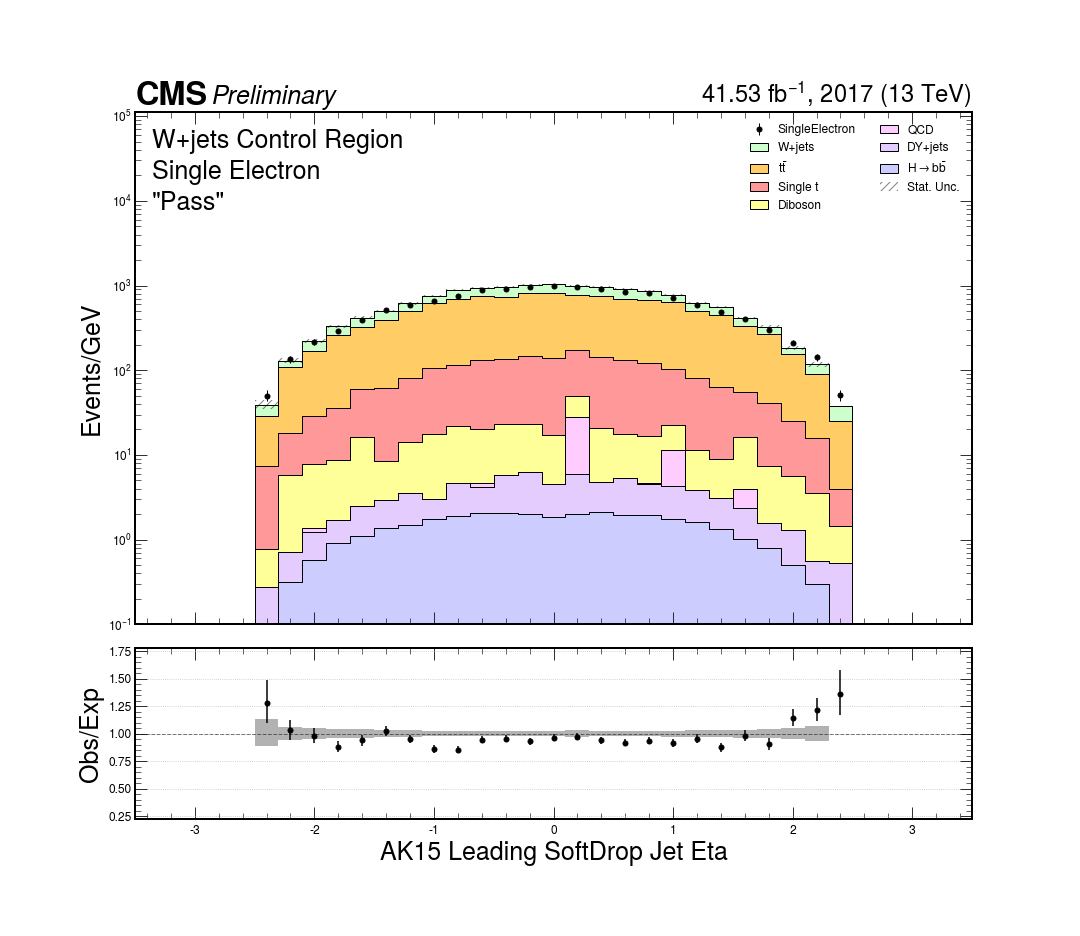 CMS Preliminary
41.53 fb⁻¹, 2017 (13 TeV)
W+jets Control Region
Single Electron
"Pass"
SingleElectron
W+jets
tt̄
Single t
Diboson
QCD
DY+jets
H→bb̄
Stat. Unc.
Events/GeV
10⁵
10⁴
10³
10²
10¹
10⁰
10⁻¹
Obs/Exp
1.75
1.50
1.25
1.00
0.75
0.50
0.25
-3 -2 -1 0 1 2 3
AK15 Leading SoftDrop Jet Eta